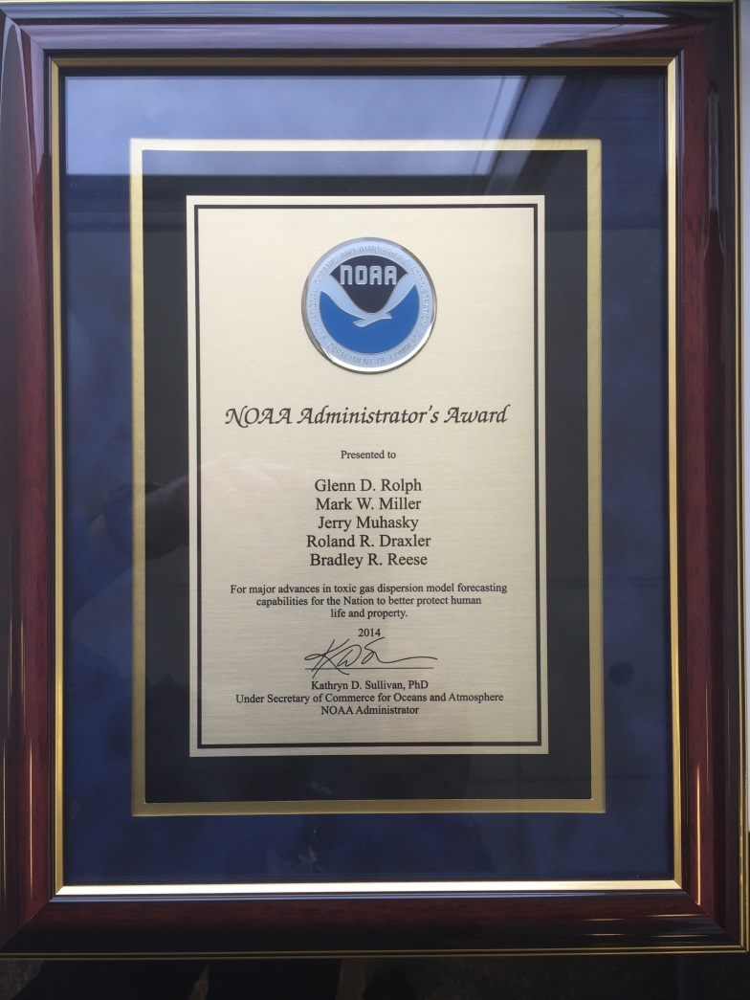 NATIONAL OCEANIC AND ATMOSPHERIC ADMINISTRATION
NOAA
U.S. DEPARTMENT OF COMMERCE
NOAA Administrator's Award
Presented to
Glenn D. Rolph
Mark W. Miller
Jerry Muhasky
Roland R. Draxler
Bradley R. Reese
For major advances in toxic gas dispersion model forecasting
capabilities for the Nation to better protect human
life and property.
2014
Kathryn D. Sullivan, PhD
Under Secretary of Commerce for Oceans and Atmosphere
NOAA Administrator